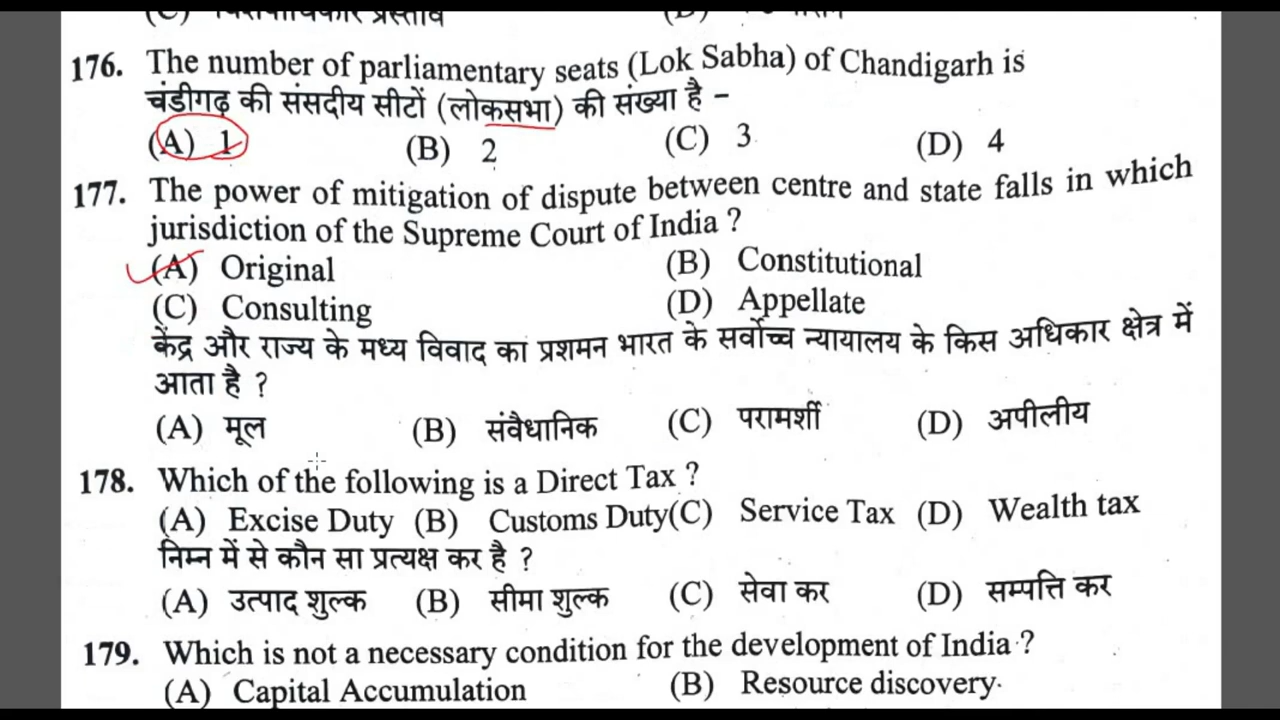 176. The number of parliamentary seats (Lok Sabha) of Chandigarh is
चंडीगढ़ की संसदीय सीटों (लोकसभा) की संख्या है –
(A) 1 (B) 2 (C) 3 (D) 4
177. The power of mitigation of dispute between centre and state falls in which
jurisdiction of the Supreme Court of India ?
(A) Original (B) Constitutional
(C) Consulting (D) Appellate
केंद्र और राज्य के मध्य विवाद का प्रशमन भारत के सर्वोच्च न्यायालय के किस अधिकार क्षेत्र में
आता है ?
(A) मूल (B) संवैधानिक (C) परामर्शी (D) अपीलीय
178. Which of the following is a Direct Tax ?
(A) Excise Duty (B) Customs Duty (C) Service Tax (D) Wealth tax
निम्न में से कौन सा प्रत्यक्ष कर है ?
(A) उत्पाद शुल्क (B) सीमा शुल्क (C) सेवा कर (D) सम्पत्ति कर
179. Which is not a necessary condition for the development of India ?
(A) Capital Accumulation (B) Resource discovery